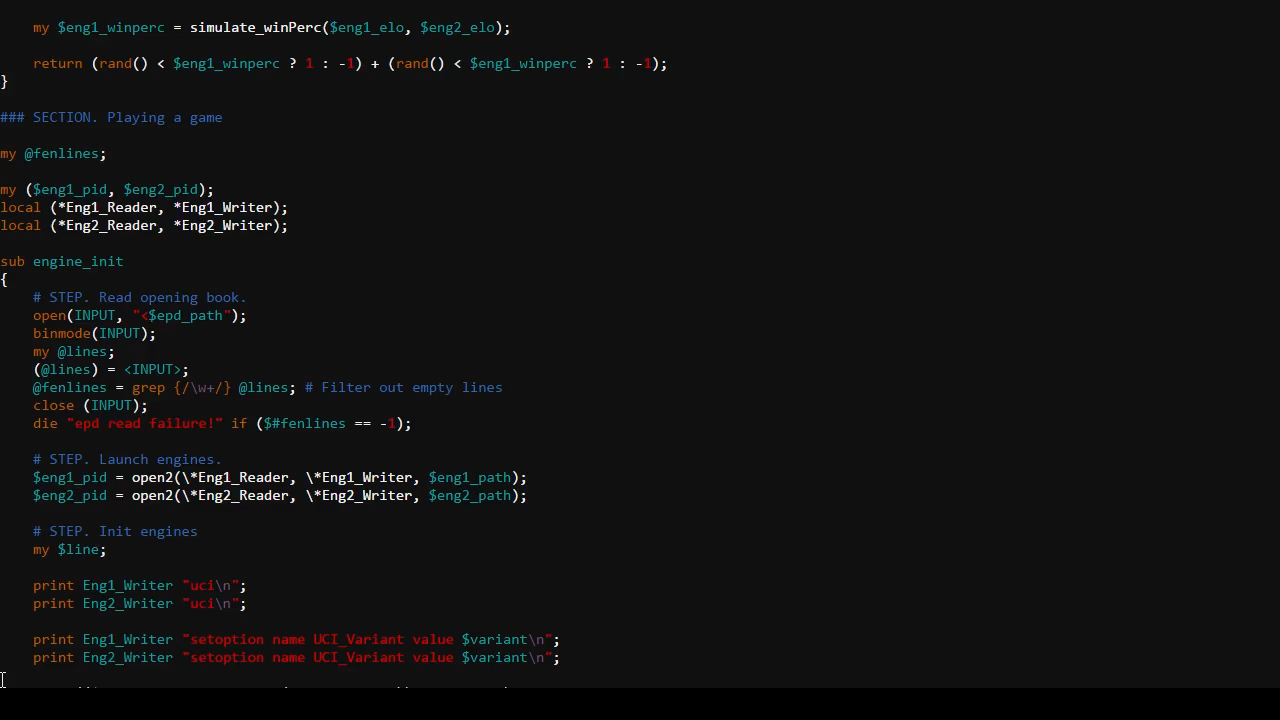 my $eng1_winperc = simulate_winPerc($eng1_elo, $eng2_elo);
return (rand() < $eng1_winperc ? 1 : -1) + (rand() < $eng1_winperc ? 1 : -1);
}
### SECTION. Playing a game
my @fenlines;
my ($eng1_pid, $eng2_pid);
local (*Eng1_Reader, *Eng1_Writer);
local (*Eng2_Reader, *Eng2_Writer);
sub engine_init
{
# STEP. Read opening book.
open(INPUT, "<$epd_path");
binmode(INPUT);
my @lines;
(@lines) = <INPUT>;
@fenlines = grep {/\w+/} @lines; # Filter out empty lines
close (INPUT);
die "epd read failure!" if ($#fenlines == -1);
# STEP. Launch engines.
$eng1_pid = open2(\*Eng1_Reader, \*Eng1_Writer, $eng1_path);
$eng2_pid = open2(\*Eng2_Reader, \*Eng2_Writer, $eng2_path);
# STEP. Init engines
my $line;
print Eng1_Writer "uci\n";
print Eng2_Writer "uci\n";
print Eng1_Writer "setoption name UCI_Variant value $variant\n";
print Eng2_Writer "setoption name UCI_Variant value $variant\n";